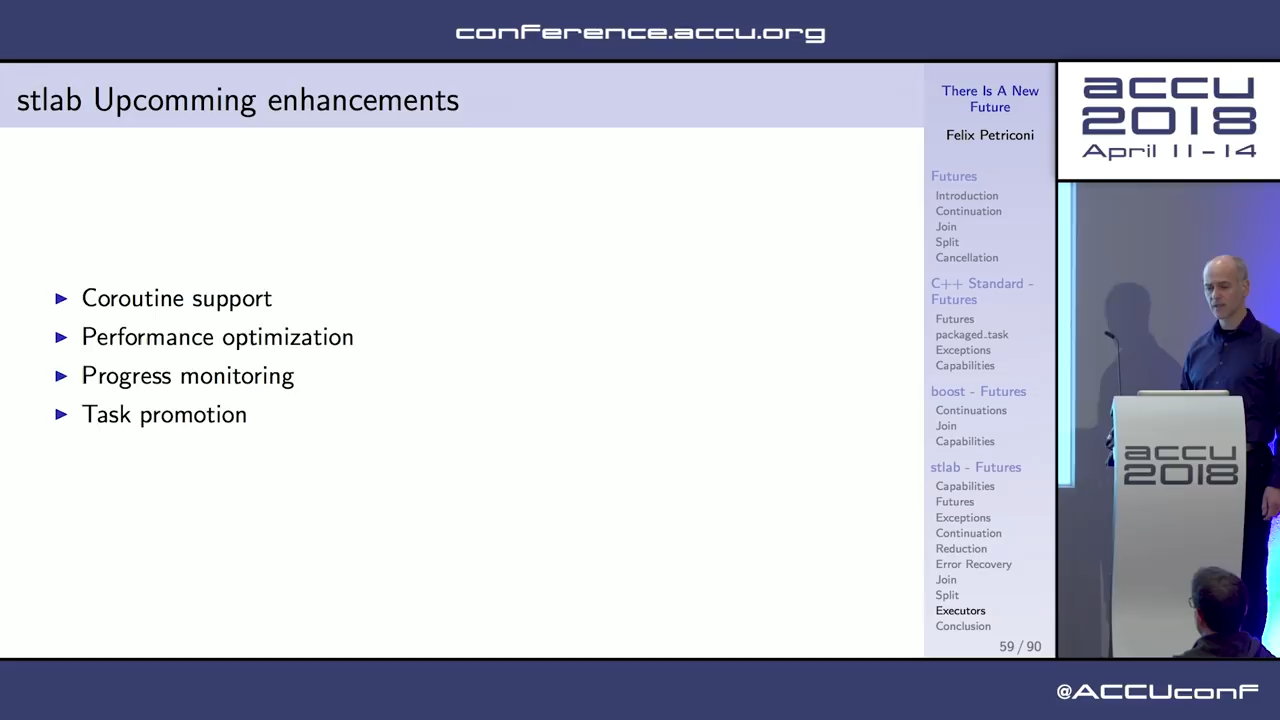 conference.accu.org
stlab Upcomming enhancements
Coroutine support
Performance optimization
Progress monitoring
Task promotion
There Is A New
Future
Felix Petriconi
Futures
Introduction
Continuation
Join
Split
Cancellation
C++ Standard -
Futures
Futures
packaged_task
Exceptions
Capabilities
boost - Futures
Continuations
Join
Capabilities
stlab - Futures
Capabilities
Futures
Exceptions
Continuation
Reduction
Error Recovery
Join
Split
Executors
Conclusion
59 / 90
accu
2018
April 11-14
accu
2018
@ACCUconf